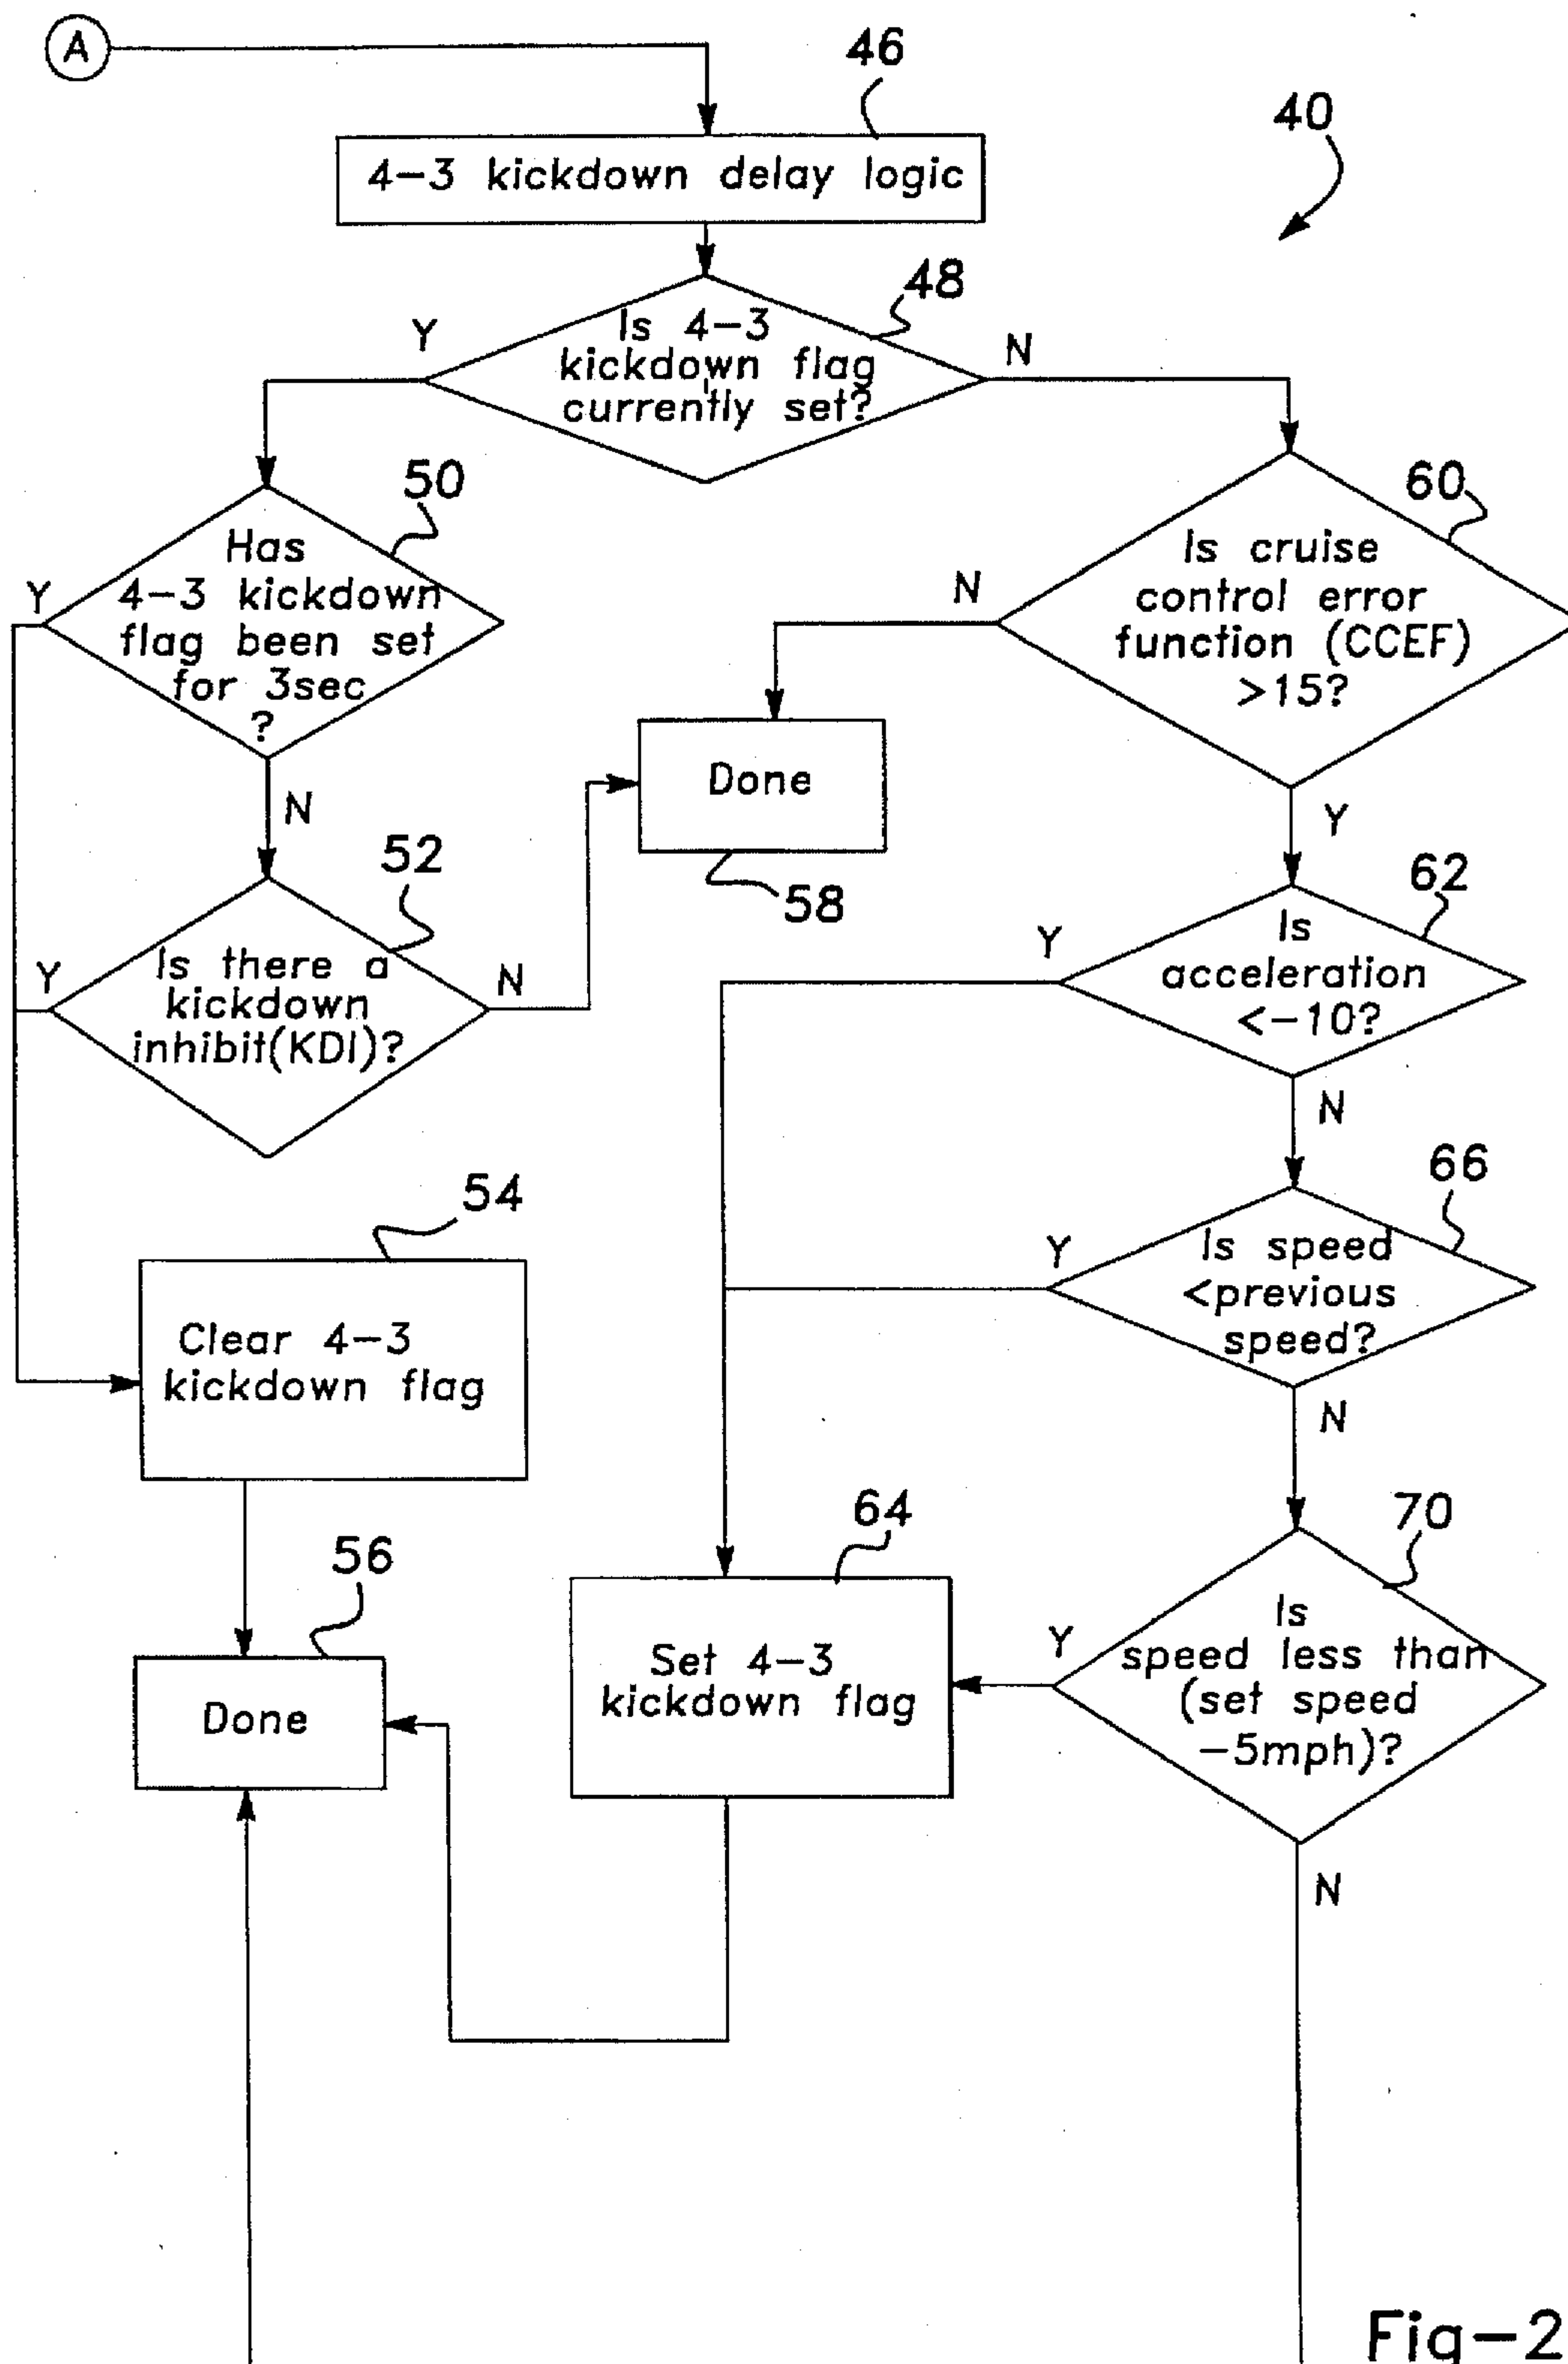 A
46
40
4-3 kickdown delay logic
48
Y
Is 4-3
kickdown flag
currently set?
N
50
Has
4-3 kickdown
flag been set
for 3sec
?
Y
N
60
Is cruise
control error
function (CCEF)
>15?
N
Y
Done
58
52
Is there a
kickdown
inhibit(KDI)?
Y
N
62
Is
acceleration
<-10?
Y
N
66
Is speed
<previous
speed?
Y
N
54
Clear 4-3
kickdown flag
56
Done
64
Set 4-3
kickdown flag
70
Is
speed less than
(set speed
-5mph)?
Y
N
Fig-2